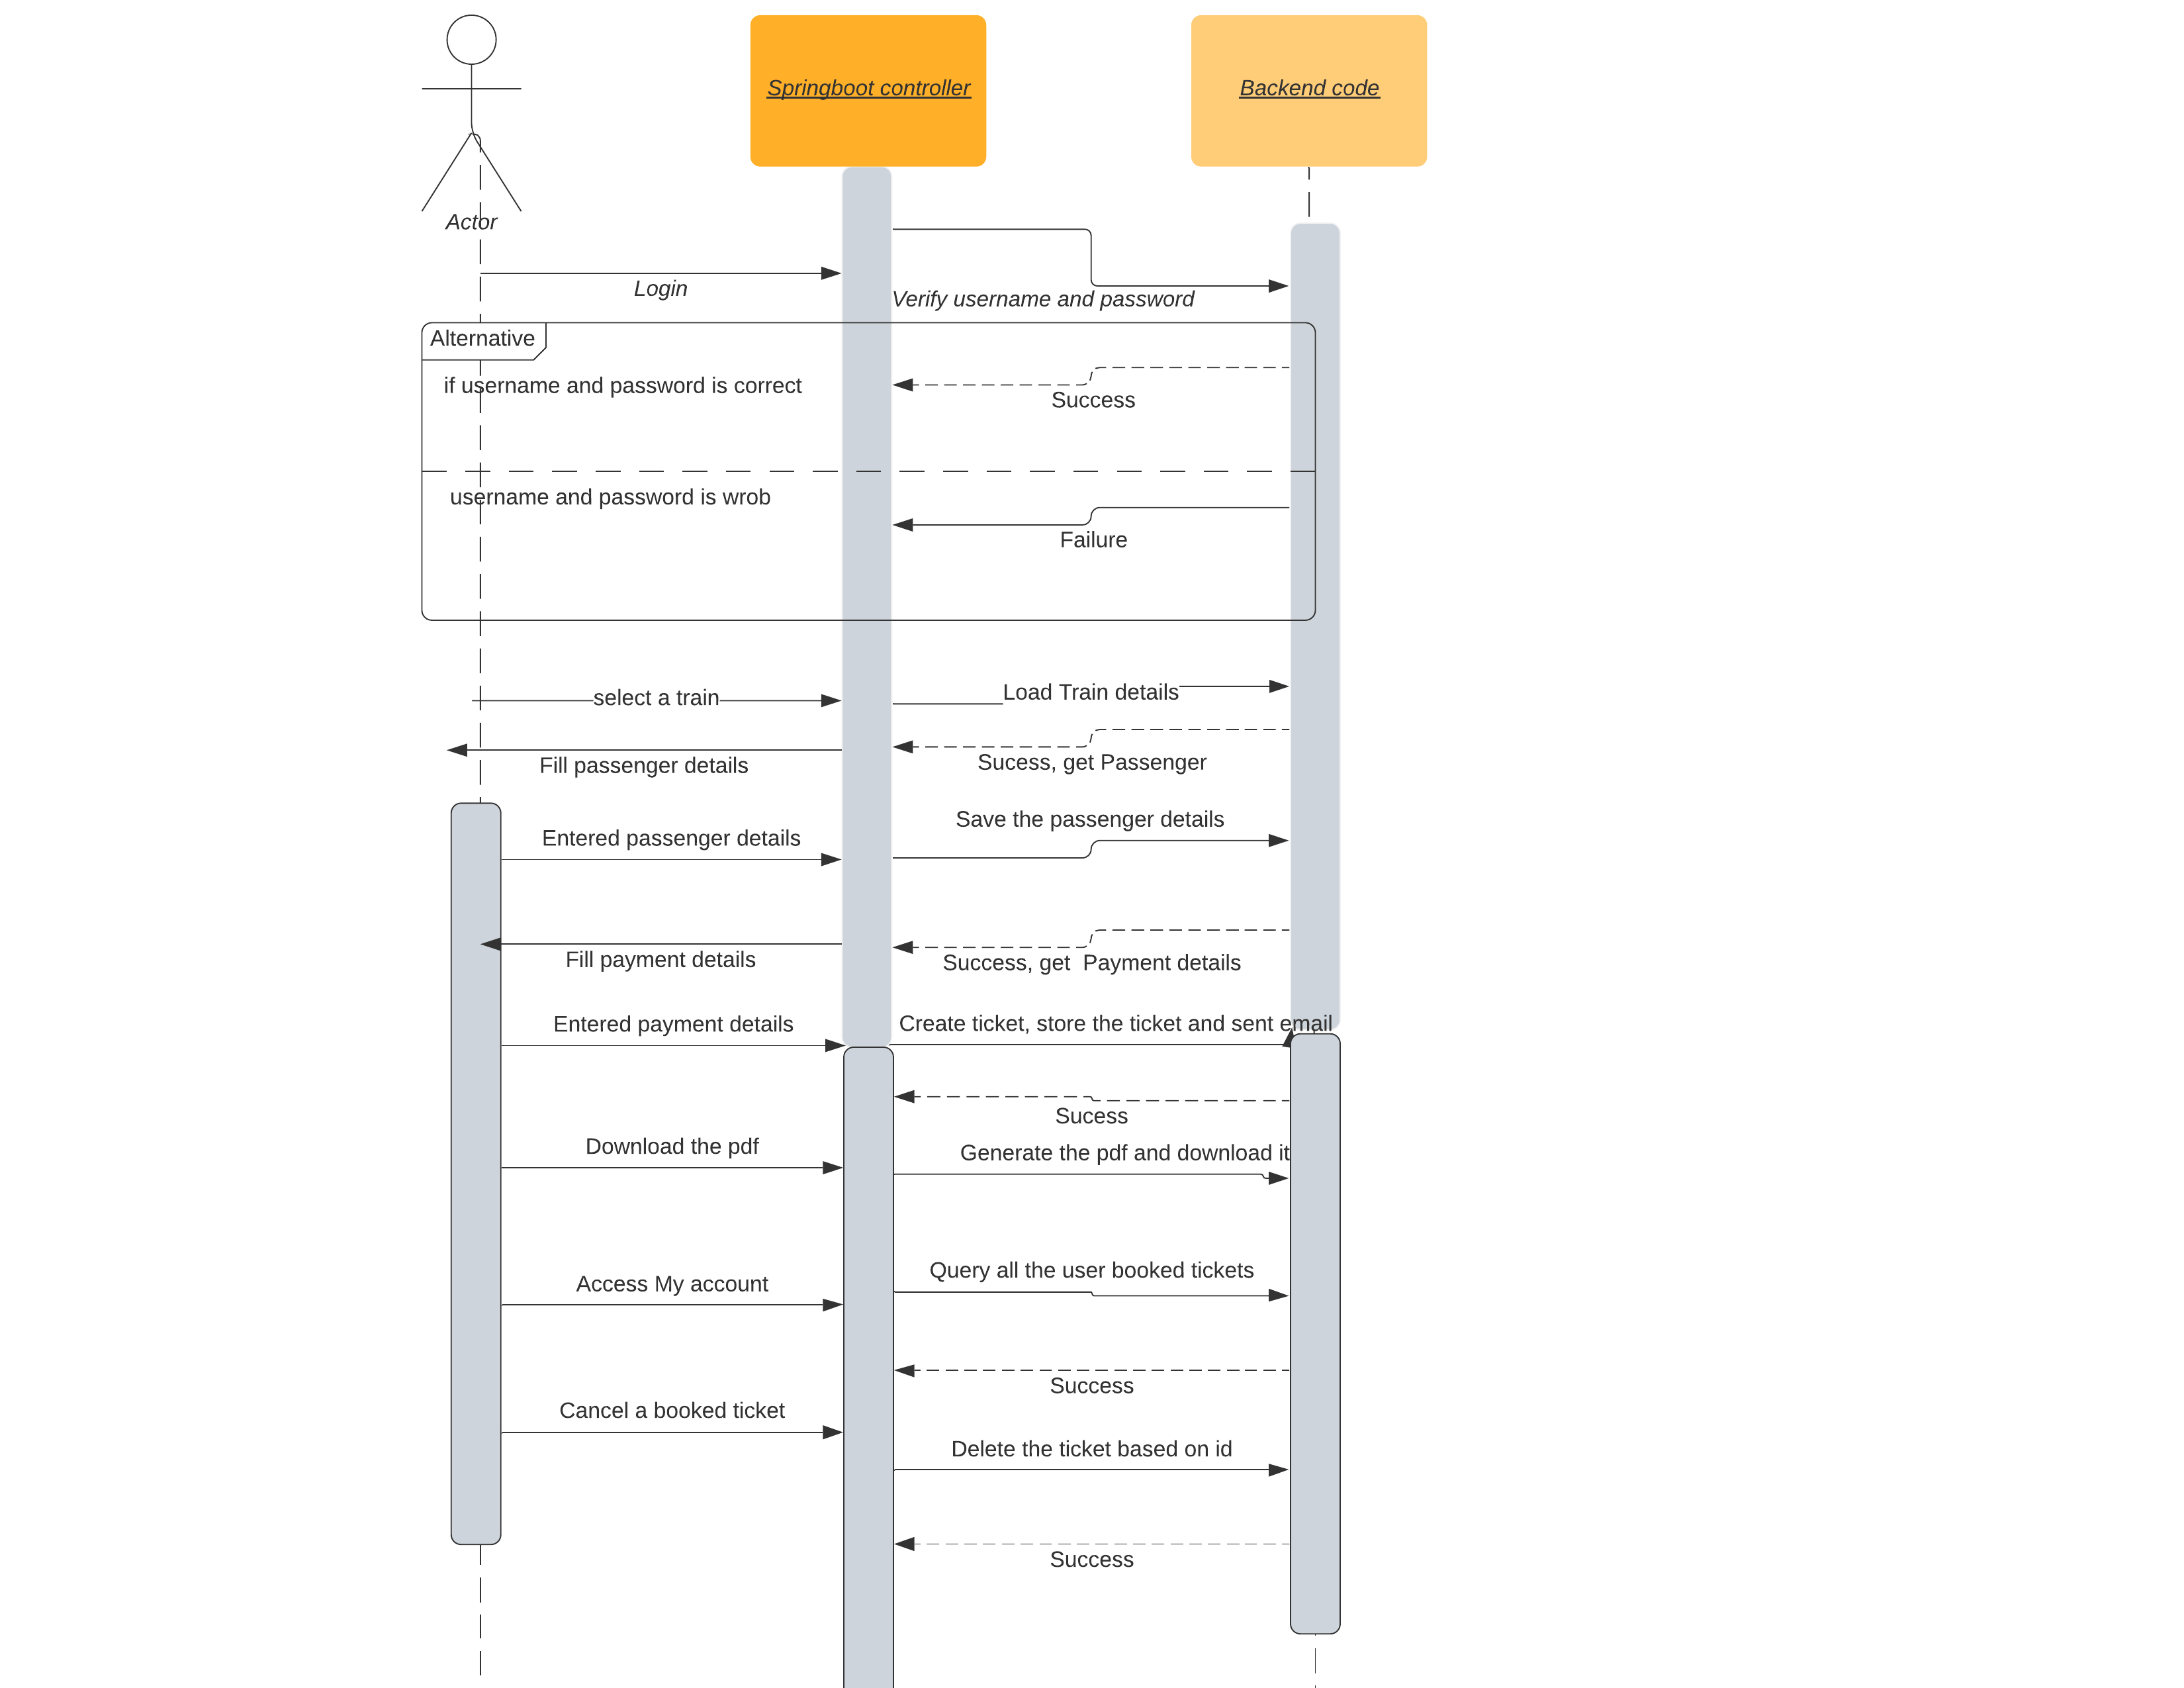 Springboot controller
Backend code
Actor
Login
Verify username and password
Alternative
if username and password is correct
Success
username and password is wrob
Failure
select a train
Load Train details
Fill passenger details
Sucess, get Passenger
Entered passenger details
Save the passenger details
Fill payment details
Success, get  Payment details
Entered payment details
Create ticket, store the ticket and sent email
Sucess
Download the pdf
Generate the pdf and download it
Access My account
Query all the user booked tickets
Success
Cancel a booked ticket
Delete the ticket based on id
Success